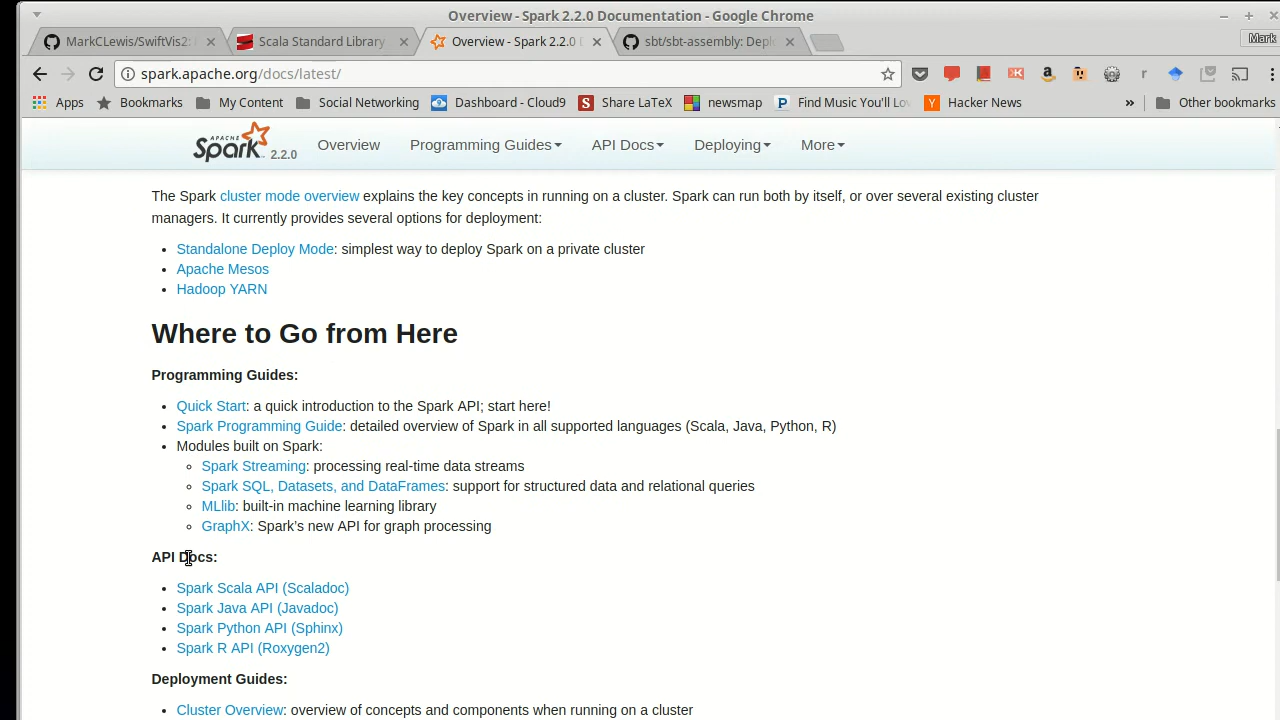 Overview - Spark 2.2.0 Documentation - Google Chrome
MarkCLewis/SwiftVis2:
Scala Standard Library
Overview - Spark 2.2.0
sbt/sbt-assembly: Depl
Mark
spark.apache.org/docs/latest/
Apps
Bookmarks
My Content
Social Networking
Dashboard - Cloud9
Share LaTeX
newsmap
Find Music You'll Lo
Hacker News
»
Other bookmarks
APACHE Spark 2.2.0
Overview
Programming Guides
API Docs
Deploying
More
The Spark cluster mode overview explains the key concepts in running on a cluster. Spark can run both by itself, or over several existing cluster
managers. It currently provides several options for deployment:
• Standalone Deploy Mode: simplest way to deploy Spark on a private cluster
• Apache Mesos
• Hadoop YARN
Where to Go from Here
Programming Guides:
• Quick Start: a quick introduction to the Spark API; start here!
• Spark Programming Guide: detailed overview of Spark in all supported languages (Scala, Java, Python, R)
• Modules built on Spark:
◦ Spark Streaming: processing real-time data streams
◦ Spark SQL, Datasets, and DataFrames: support for structured data and relational queries
◦ MLlib: built-in machine learning library
◦ GraphX: Spark’s new API for graph processing
API Docs:
• Spark Scala API (Scaladoc)
• Spark Java API (Javadoc)
• Spark Python API (Sphinx)
• Spark R API (Roxygen2)
Deployment Guides:
• Cluster Overview: overview of concepts and components when running on a cluster